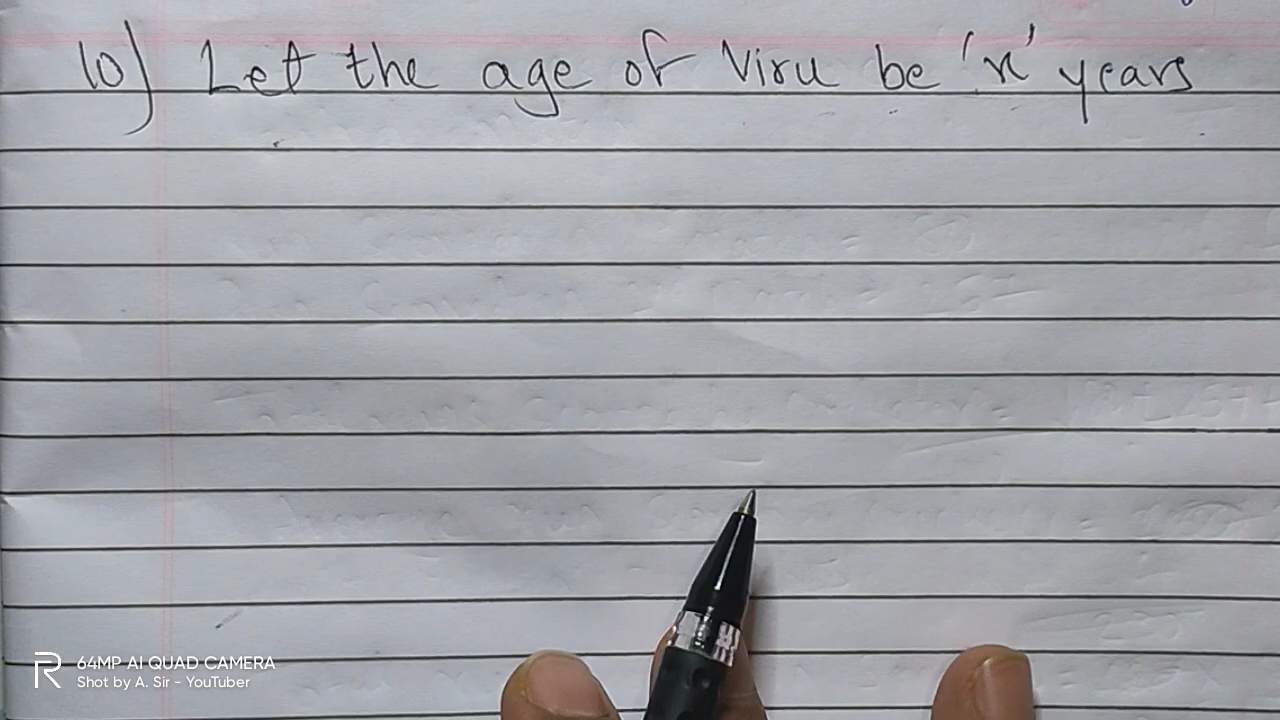 10) Let the age of Viru be 'x' years
64MP AI QUAD CAMERA
Shot by A. Sir - YouTuber